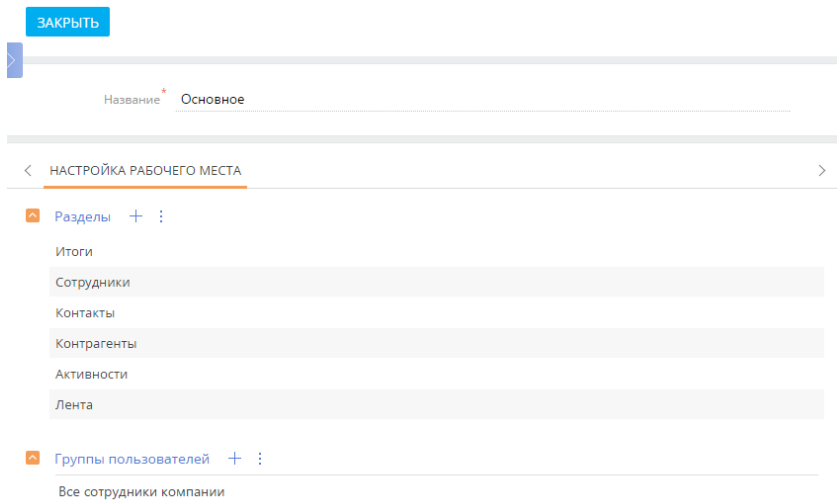 ЗАКРЫТЬ
Название* Основное
НАСТРОЙКА РАБОЧЕГО МЕСТА
Разделы
Итоги
Сотрудники
Контакты
Контрагенты
Активности
Лента
Группы пользователей
Все сотрудники компании